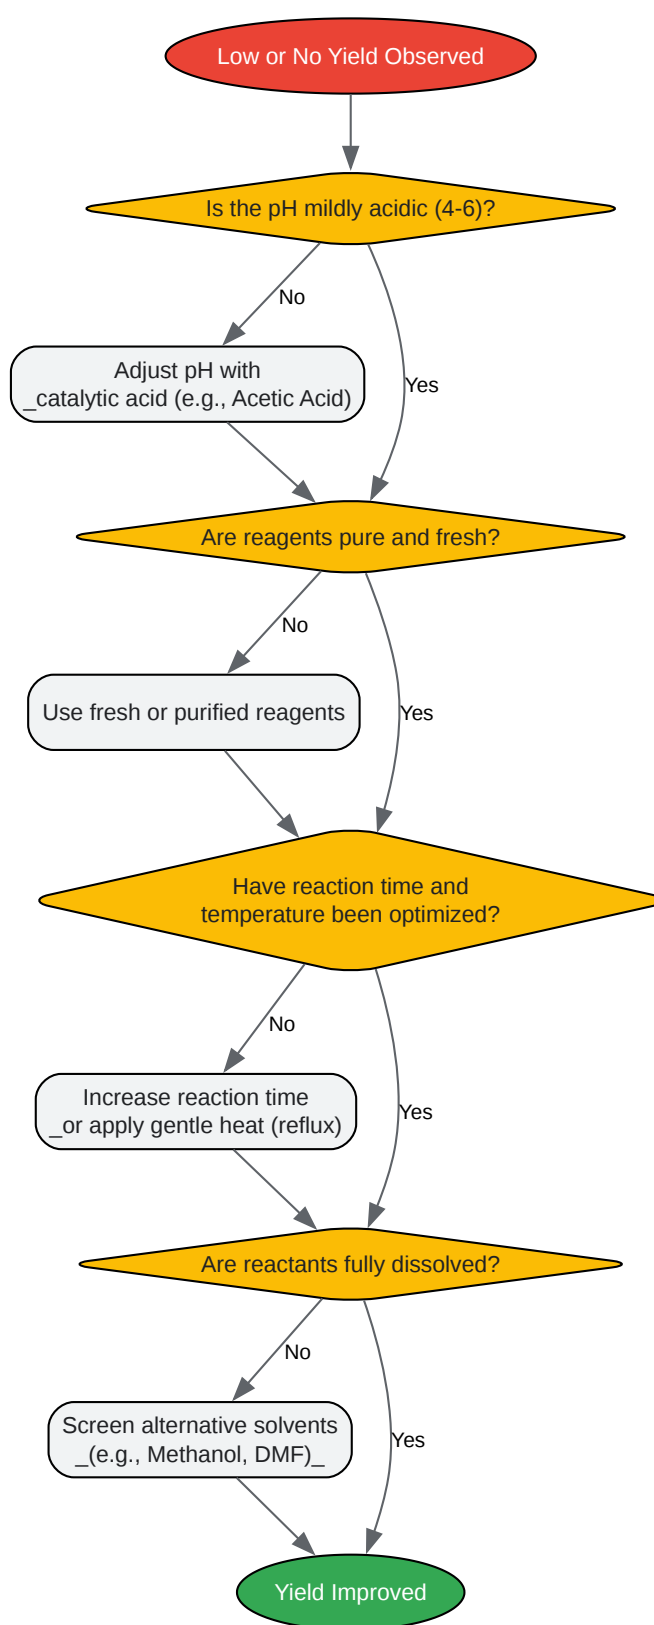 Low or No Yield Observed
Is the pH mildly acidic (4-6)?
No
Adjust pH with
_catalytic acid (e.g., Acetic Acid)
Yes
Are reagents pure and fresh?
No
Use fresh or purified reagents
Yes
Have reaction time and
temperature been optimized?
No
Increase reaction time
_or apply gentle heat (reflux)
Yes
Are reactants fully dissolved?
No
Screen alternative solvents
_(e.g., Methanol, DMF)_
Yes
Yield Improved